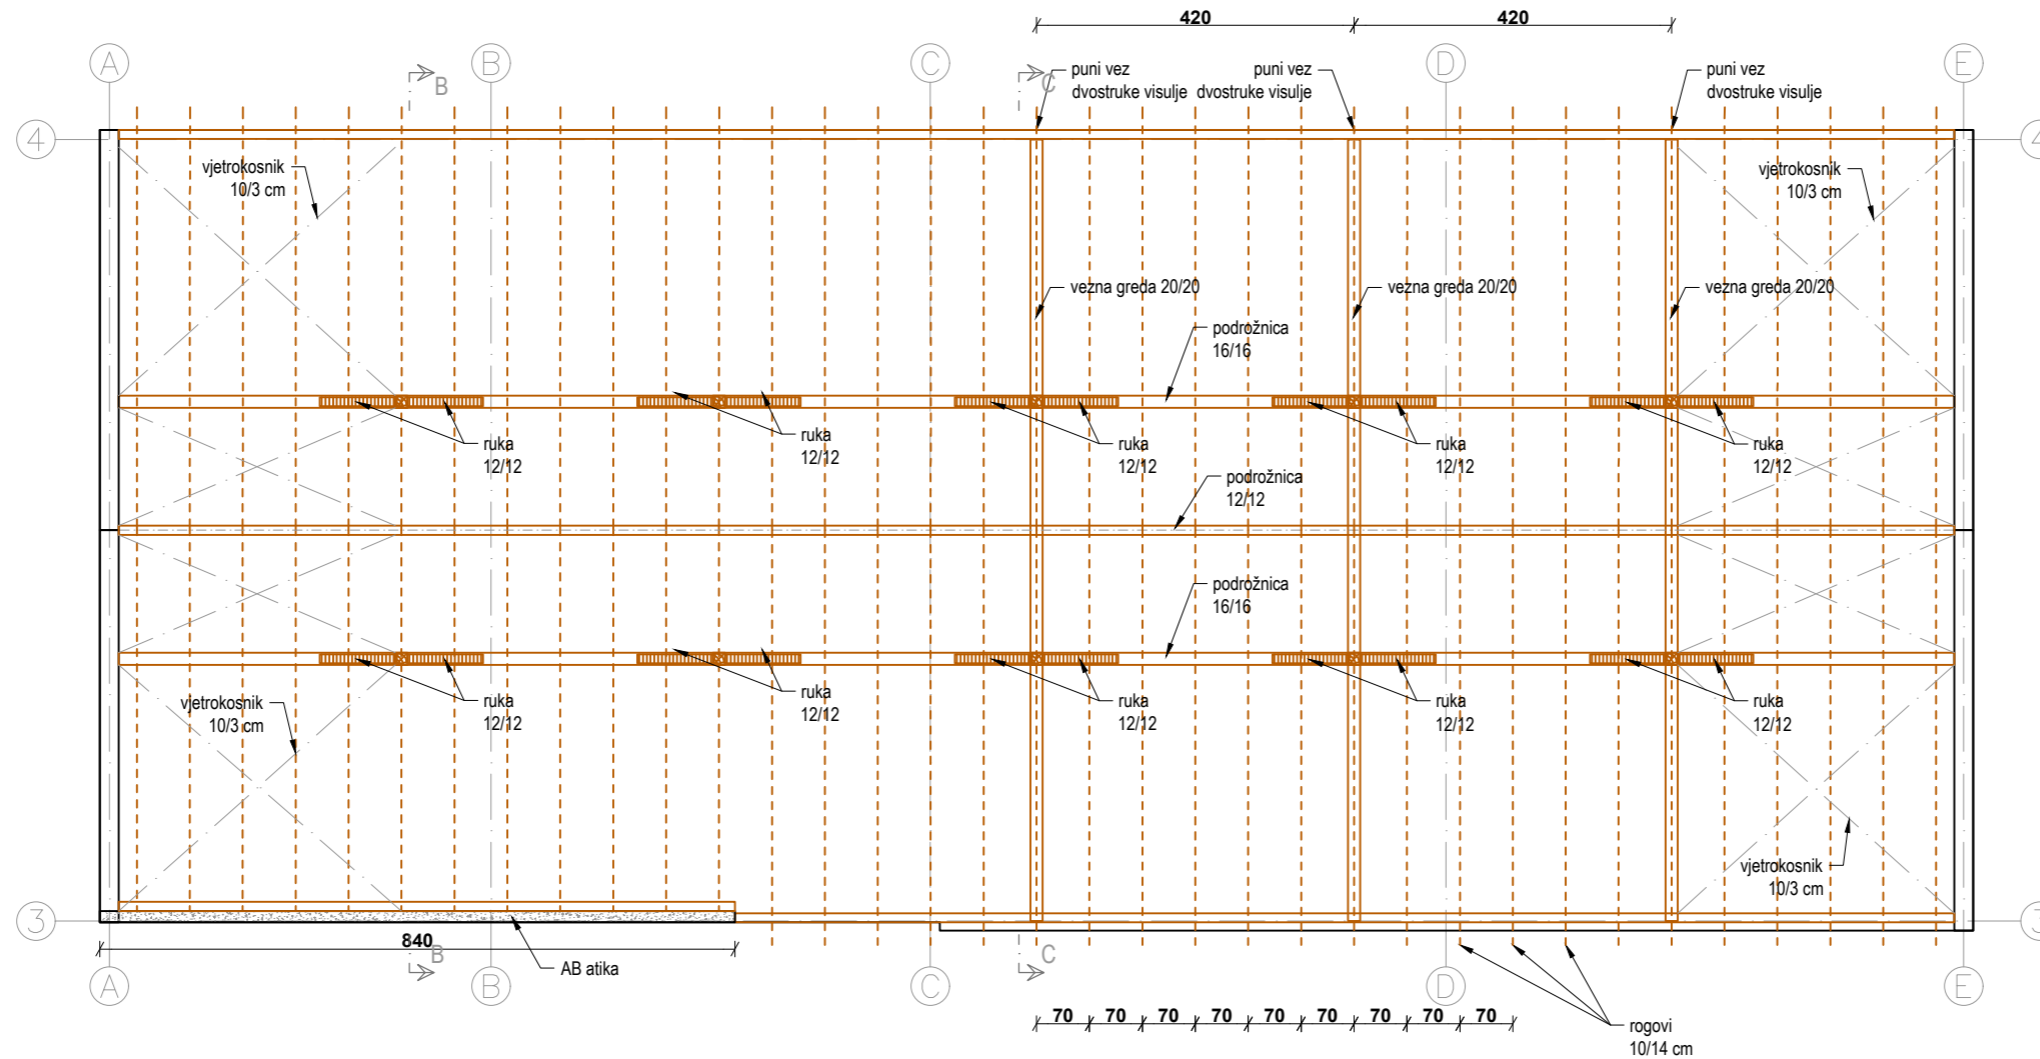 420
420
A
B
C
D
E
B
C
puni vez
dvostruke visulje
puni vez
dvostruke visulje
puni vez
dvostruke visulje
4
4
vjetrokosnik
10/3 cm
vjetrokosnik
10/3 cm
vezna greda 20/20
vezna greda 20/20
vezna greda 20/20
podrožnica
16/16
ruka
12/12
ruka
12/12
ruka
12/12
ruka
12/12
ruka
12/12
podrožnica
12/12
podrožnica
16/16
ruka
12/12
ruka
12/12
ruka
12/12
ruka
12/12
ruka
12/12
vjetrokosnik
10/3 cm
vjetrokosnik
10/3 cm
3
3
840
B
C
AB atika
A
B
C
D
E
70
70
70
70
70
70
70
70
70
rogovi
10/14 cm